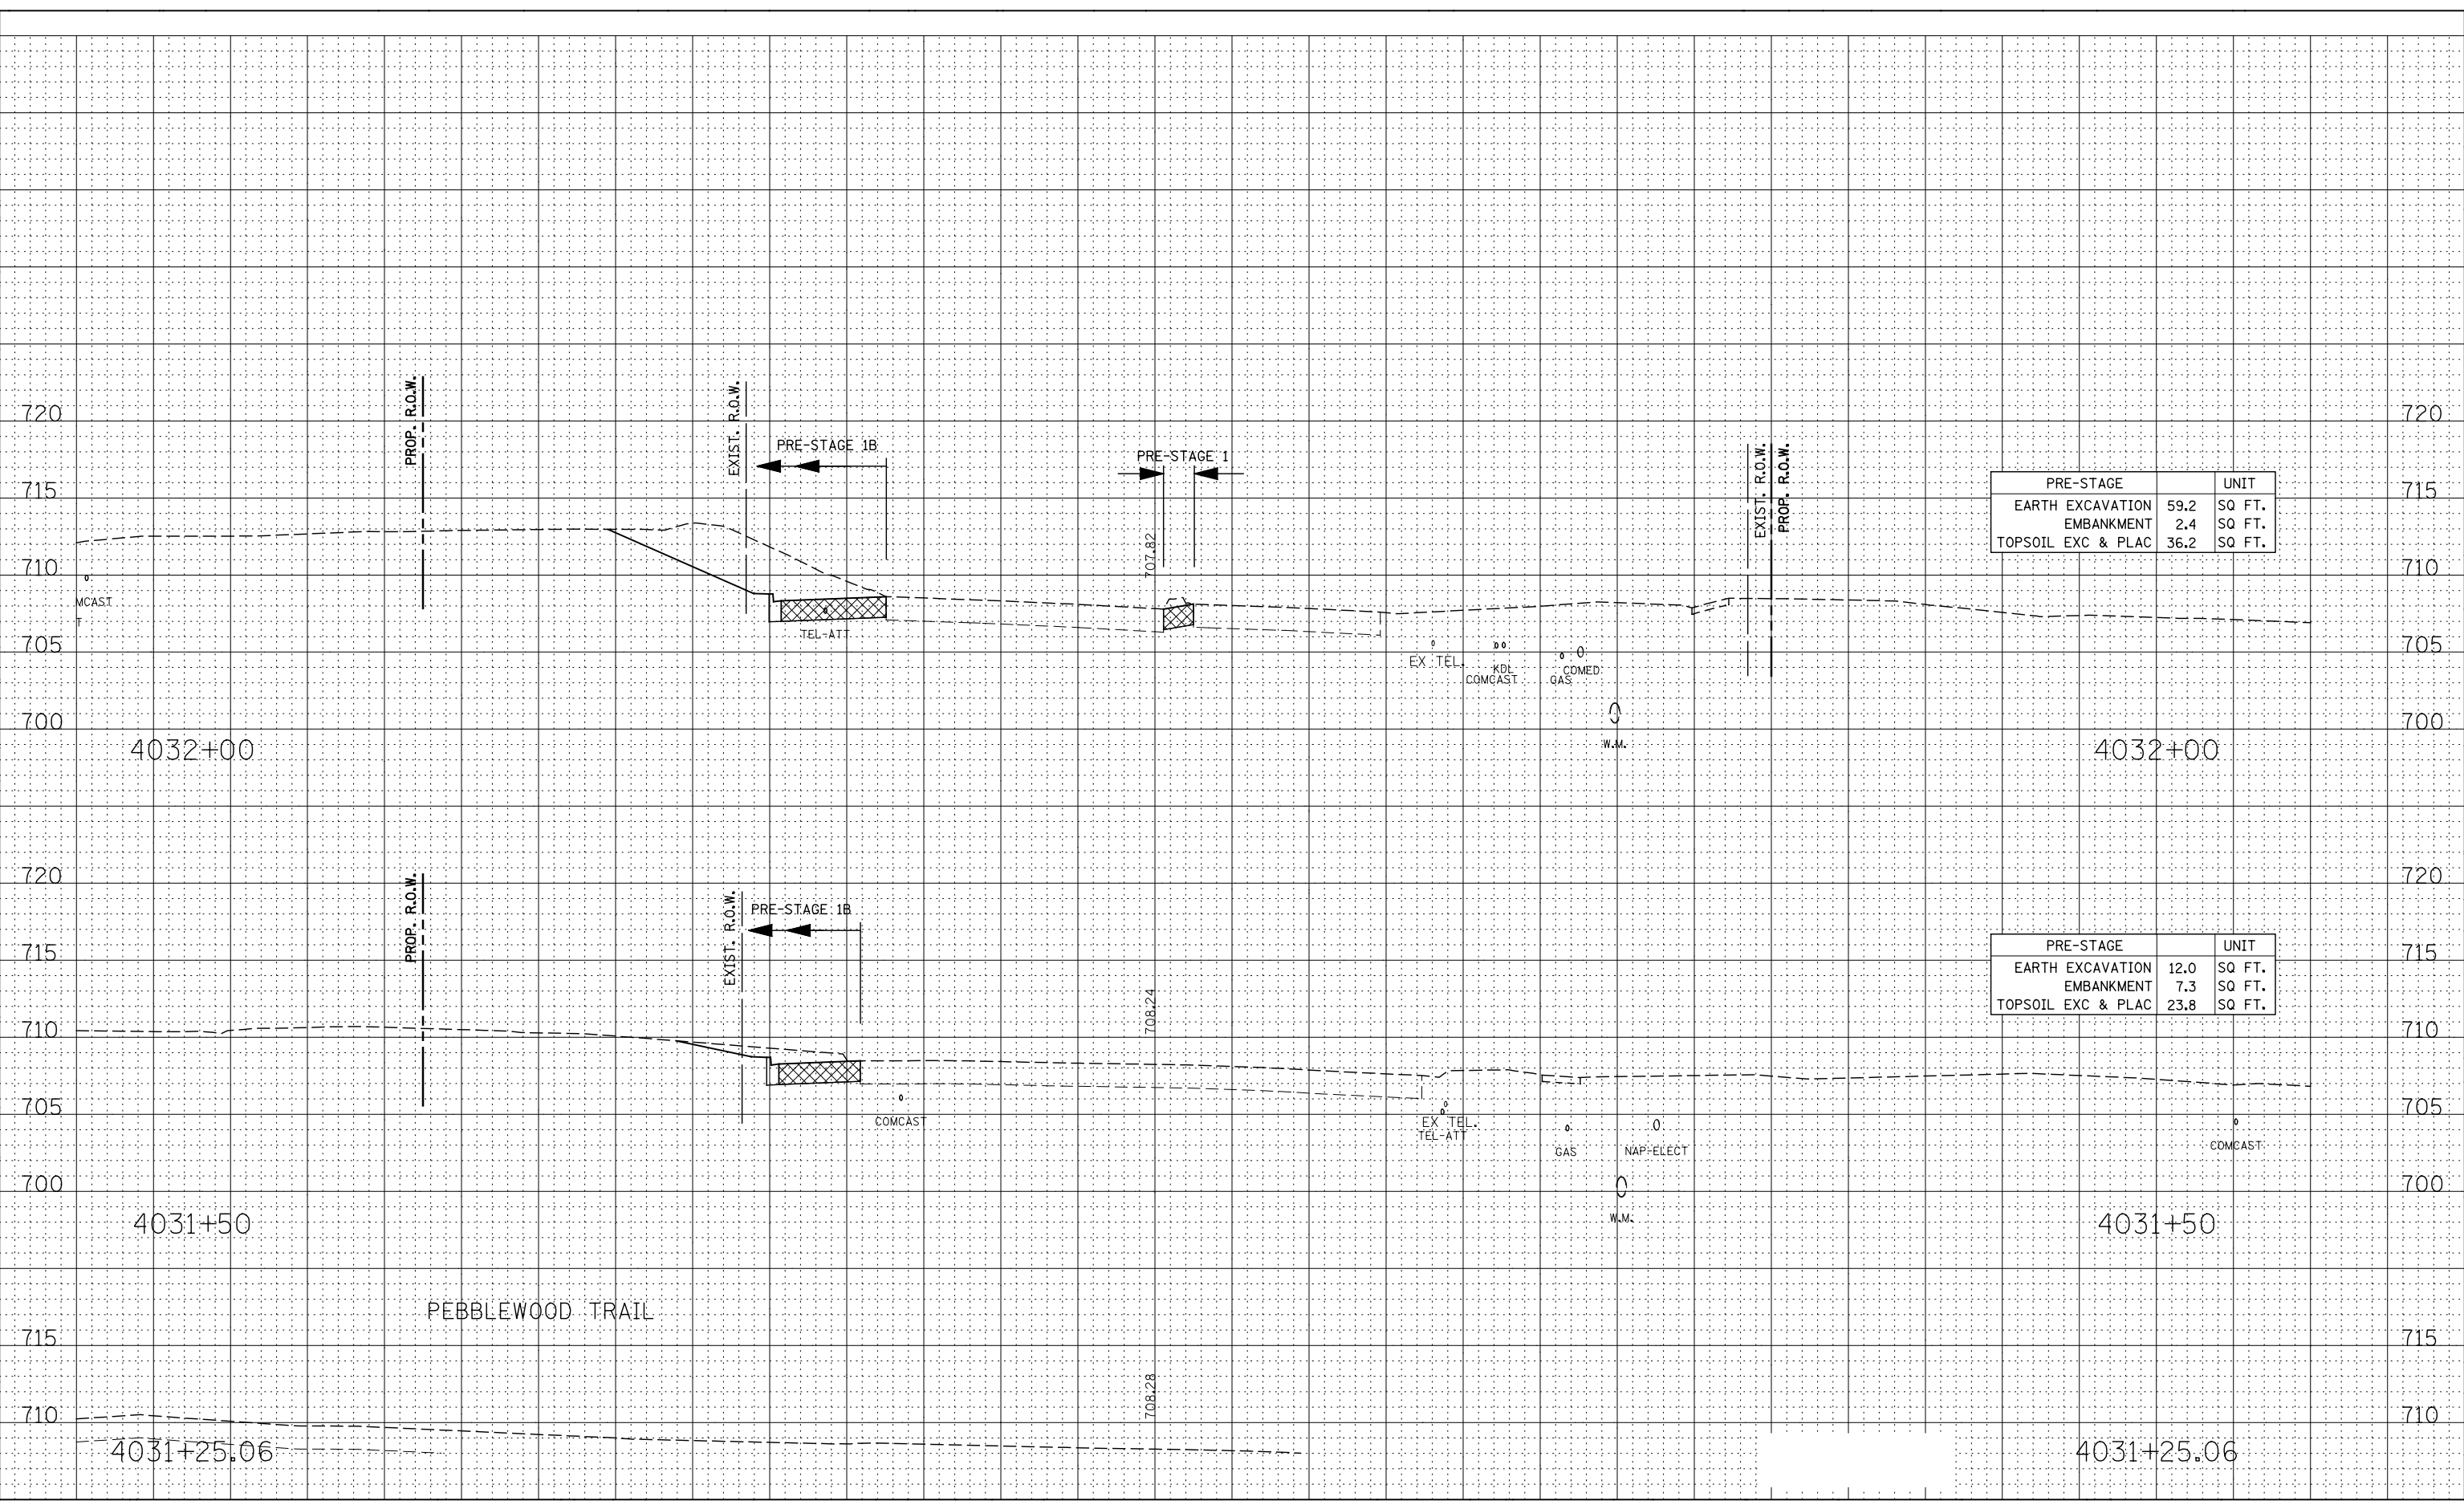 PROP. R.O.W.
EXIST. R.O.W.
PRE-STAGE 1B
PRE-STAGE 1
EXIST. R.O.W.
PROP. R.O.W.
720 720
715 715
710 710
705 705
700 700
PRE-STAGE UNIT
EARTH EXCAVATION 59.2 SQ FT.
EMBANKMENT 2.4 SQ FT.
TOPSOIL EXC & PLAC 36.2 SQ FT.
707.82
MCAST
T
TEL-ATT
EX TEL.
KDL
COMCAST
GAS
COMED
W.M.
4032+00 4032+00
PROP. R.O.W.
EXIST. R.O.W.
PRE-STAGE 1B
720 720
715 715
710 710
705 705
700 700
PRE-STAGE UNIT
EARTH EXCAVATION 12.0 SQ FT.
EMBANKMENT 7.3 SQ FT.
TOPSOIL EXC & PLAC 23.8 SQ FT.
708.24
COMCAST
EX TEL.
TEL-ATT
GAS
NAP-ELECT
COMCAST
W.M.
4031+50 4031+50
PEBBLEWOOD TRAIL
715 715
708.28
710 710
4031+25.06 4031+25.06